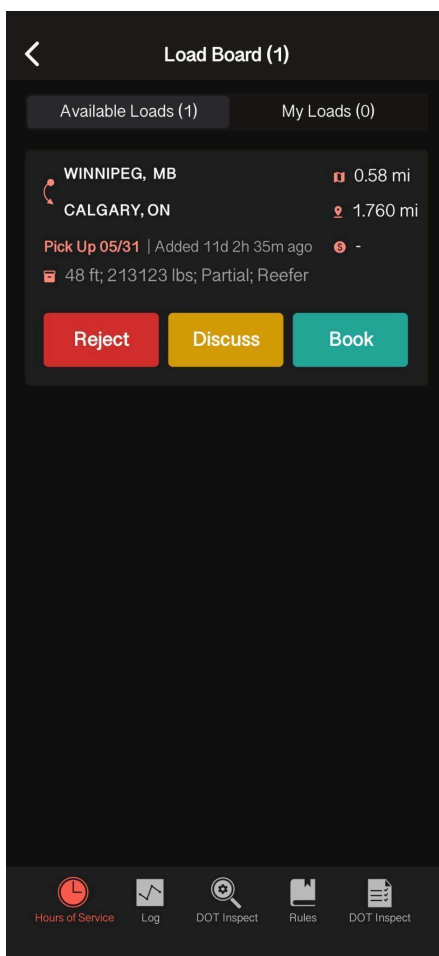 Load Board (1)
Available Loads (1) My Loads (0)
WINNIPEG, MB 0.58 mi
CALGARY, ON 1.760 mi
Pick Up 05/31 | Added 11d 2h 35m ago -
48 ft; 213123 lbs; Partial; Reefer
Reject Discuss Book
Hours of Service Log DOT Inspect Rules DOT Inspect